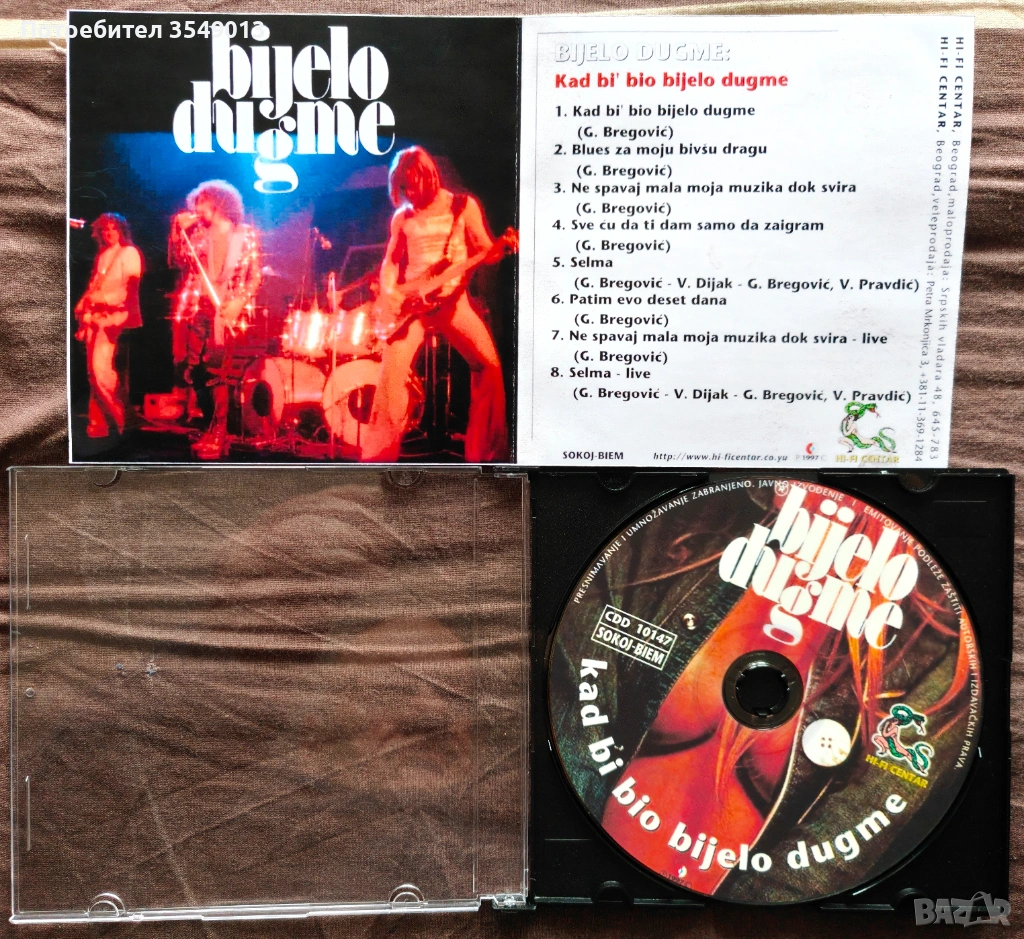 Потребител 3549013
bijelo
dugme
BIJELO DUGME:
Kad bi' bio bijelo dugme
1. Kad bi' bio bijelo dugme
(G. Bregović)
2. Blues za moju bivšu dragu
(G. Bregović)
3. Ne spavaj mala moja muzika dok svira
(G. Bregović)
4. Sve ću da ti dam samo da zaigram
(G. Bregović)
5. Selma
(G. Bregović - V. Dijak - G. Bregović, V. Pravdić)
6. Patim evo deset dana
(G. Bregović)
7. Ne spavaj mala moja muzika dok svira - live
(G. Bregović)
8. Selma - live
(G. Bregović - V. Dijak - G. Bregović, V. Pravdić)
SOKOJ-BIEM
http://www.hi-ficentar.co.yu
P 1997 C
HI-FI CENTAR
HI-FI CENTAR, Beograd, maloprodaja: Srpskih vladara 48, 645-783
HI-FI CENTAR, Beograd, veleprodaja: Petra Mrkonjica 3, +381-11-369-1284
PRESNIMAVANJE I UMNOŽAVANJE ZABRANJENO. JAVNO IZVOĐENJE I EMITOVANJE PODLEŽE ZAŠTITI AUTORSKIH I IZDAVAČKIH PRAVA.
bijelo
dugme
CDD 10147
SOKOJ-BIEM
HI-FI CENTAR
kad bi bio bijelo dugme
BAZAR